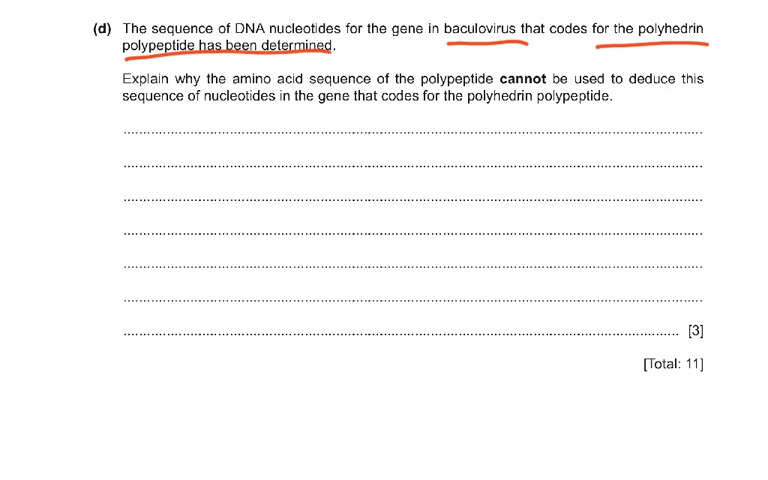 (d) The sequence of DNA nucleotides for the gene in baculovirus that codes for the polyhedrin
polypeptide has been determined.
Explain why the amino acid sequence of the polypeptide cannot be used to deduce this
sequence of nucleotides in the gene that codes for the polyhedrin polypeptide.
[3]
[Total: 11]